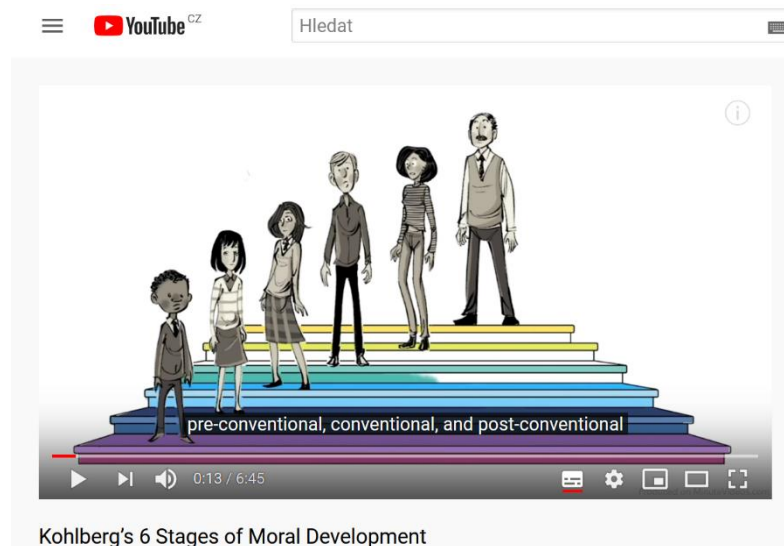 YouTube CZ
Hledat
pre-conventional, conventional, and post-conventional
0:13 / 6:45
Kohlberg's 6 Stages of Moral Development